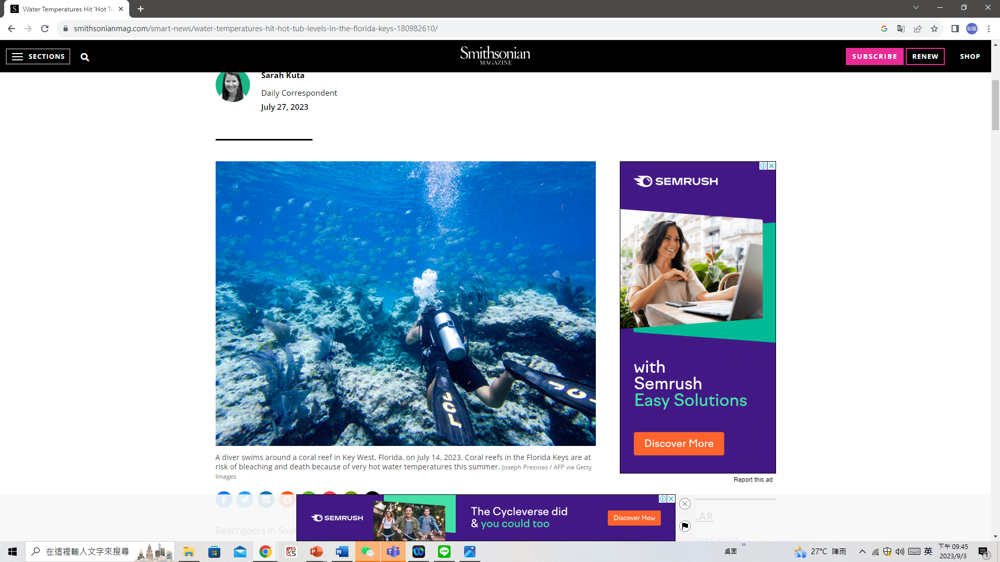 Water Temperatures Hit 'Hot Tu
smithsonianmag.com/smart-news/water-temperatures-hit-hot-tub-levels-in-the-florida-keys-180982610/
如龍
SECTIONS
Smithsonian
MAGAZINE
SUBSCRIBE
RENEW
SHOP
Sarah Kuta
Daily Correspondent
July 27, 2023
SEMRUSH
with
Semrush
Easy Solutions
Discover More
Report this ad
A diver swims around a coral reef in Key West, Florida, on July 14, 2023. Coral reefs in the Florida Keys are at
risk of bleaching and death because of very hot water temperatures this summer. Joseph Prezioso / AFP via Getty
Images
SEMRUSH
The Cycleverse did
& you could too
Discover How
LAR
Beachgoers in Sout
ime Capsule
在這裡輸入文字來搜尋
桌面
27°C 陣雨
英
下午 09:45
2023/9/3
1